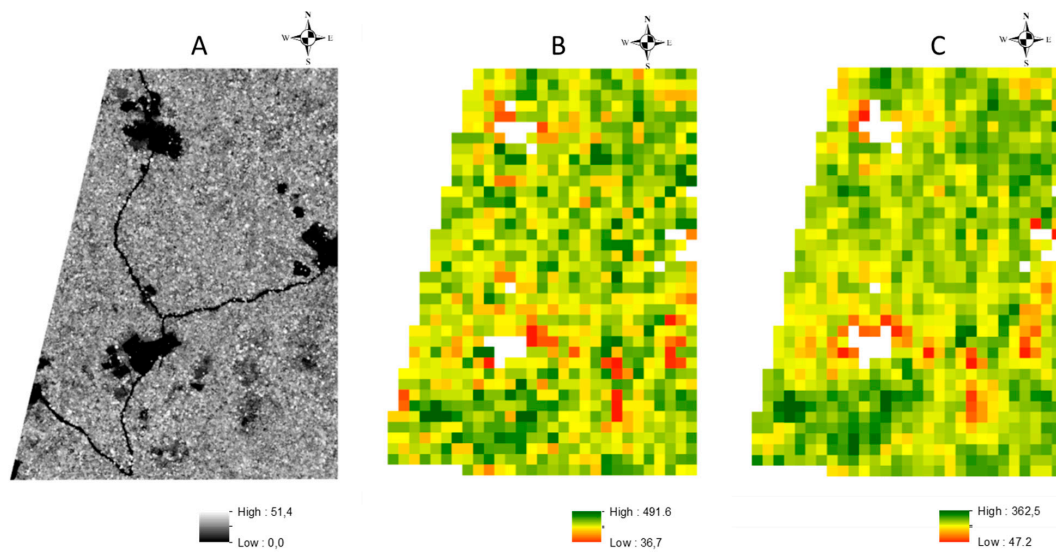 A B C
N
W E
S
N
W E
S
N
W E
S
High : 51,4
Low : 0,0
High : 491.6
Low : 36,7
High : 362,5
Low : 47.2